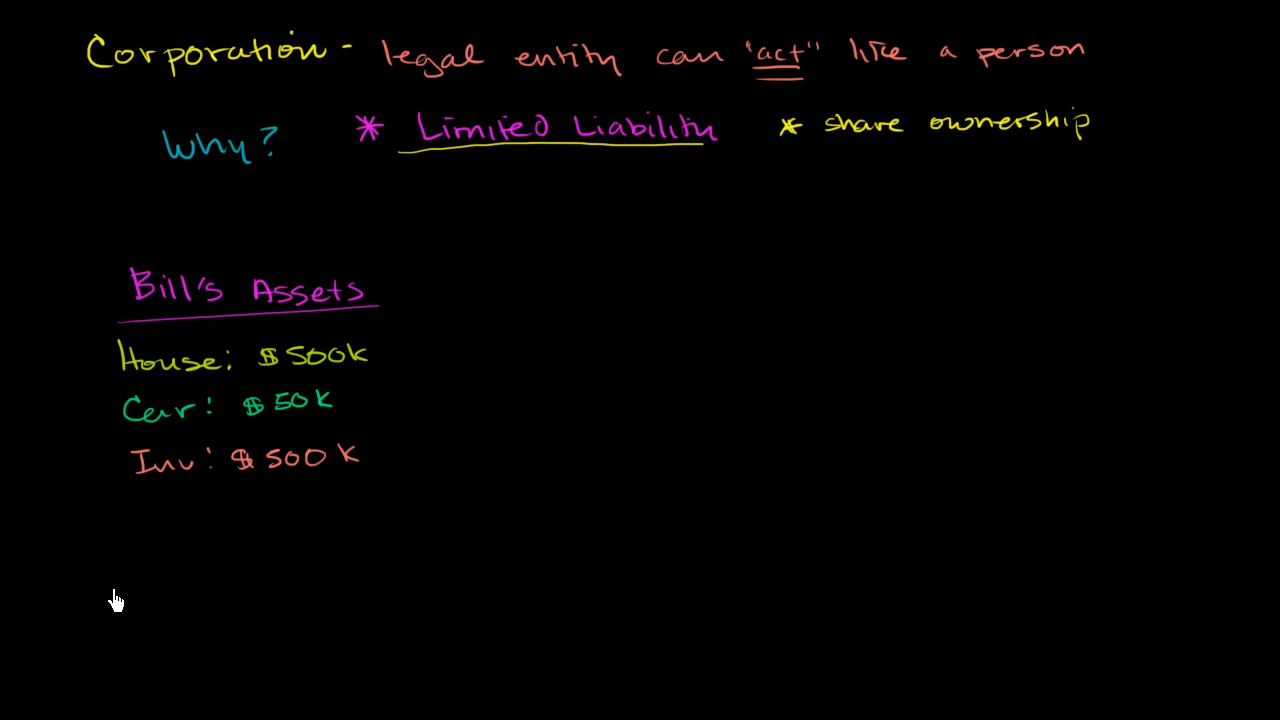 Corporation - legal entity can "act" like a person
Why? * Limited Liability * share ownership
Bill's Assets
House: $500k
Car: $50k
Inv: $500k